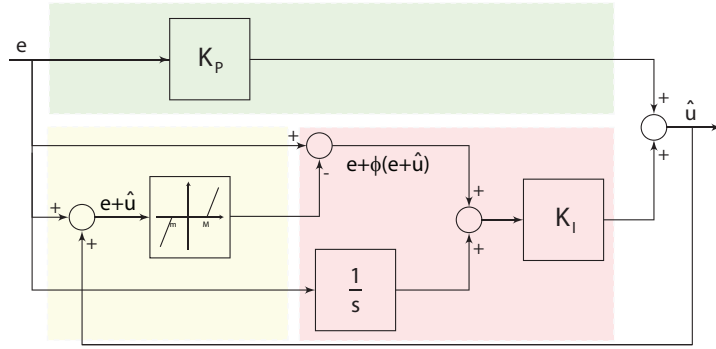 e
K_P
+
û
+
+
e+ϕ(e+û)
-
+
+
e+û
m
M
+
+
K_I
+
1
s